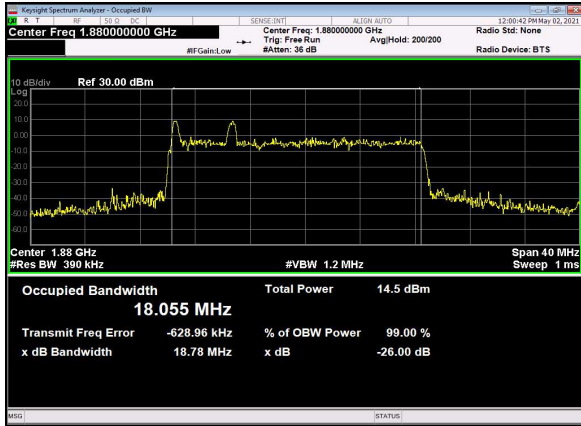 Keysight Spectrum Analyzer - Occupied BW
R T RF 50 Ω DC SENSE:INT ALIGN AUTO 12:00:42 PM May 02, 2021
Center Freq 1.880000000 GHz Center Freq: 1.880000000 GHz Radio Std: None
Trig: Free Run Avg|Hold: 200/200
#IFGain:Low #Atten: 36 dB Radio Device: BTS
10 dB/div Ref 30.00 dBm
Log
20.0
10.0
0.00
-10.0
-20.0
-30.0
-40.0
-50.0
-60.0
Center 1.88 GHz Span 40 MHz
#Res BW 390 kHz #VBW 1.2 MHz Sweep 1 ms
Occupied Bandwidth Total Power 14.5 dBm
18.055 MHz
Transmit Freq Error -628.96 kHz % of OBW Power 99.00 %
x dB Bandwidth 18.78 MHz x dB -26.00 dB
MSG STATUS